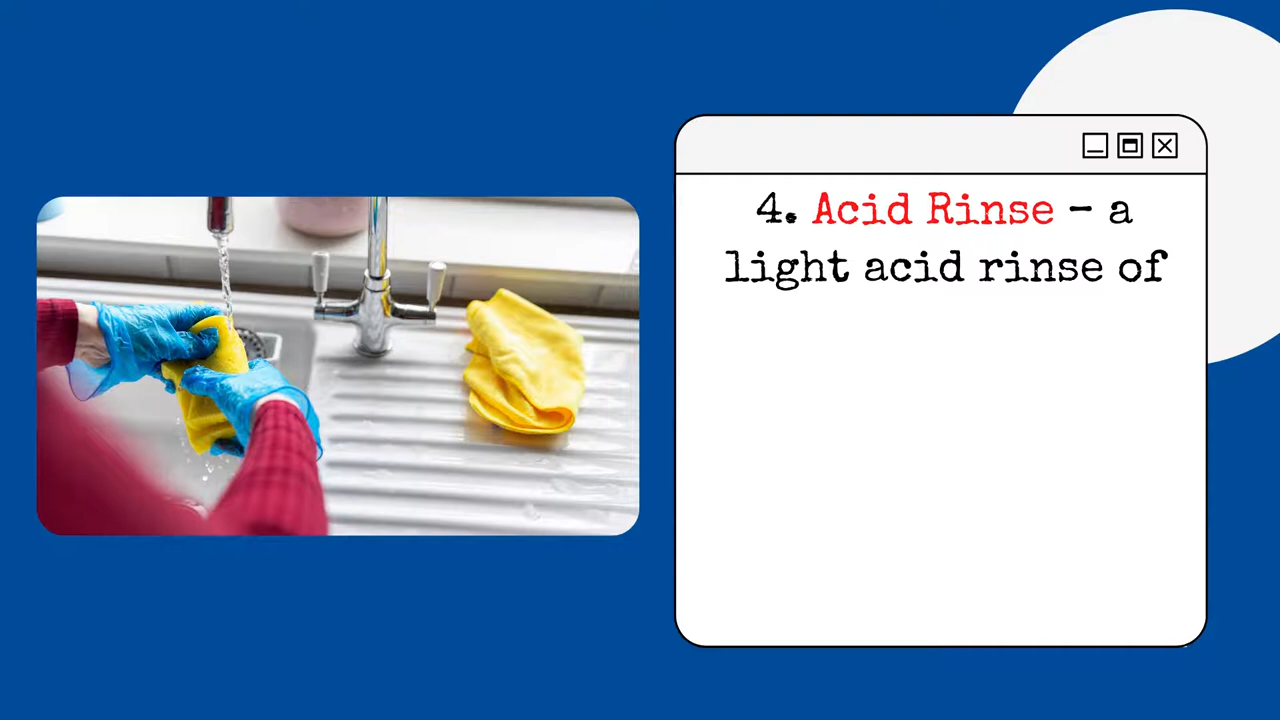 4. Acid Rinse – a
light acid rinse of